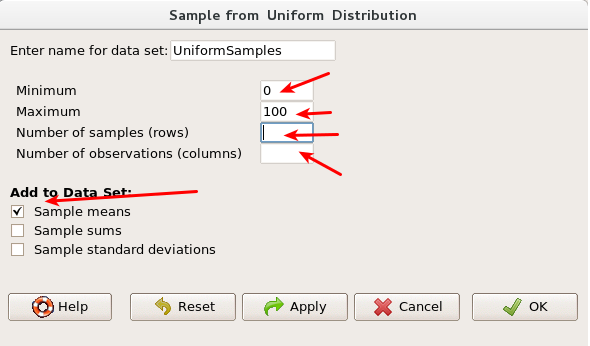 Sample from Uniform Distribution
Enter name for data set: UniformSamples
Minimum 0
Maximum 100
Number of samples (rows)
Number of observations (columns)
Add to Data Set:
Sample means
Sample sums
Sample standard deviations
Help Reset Apply Cancel OK